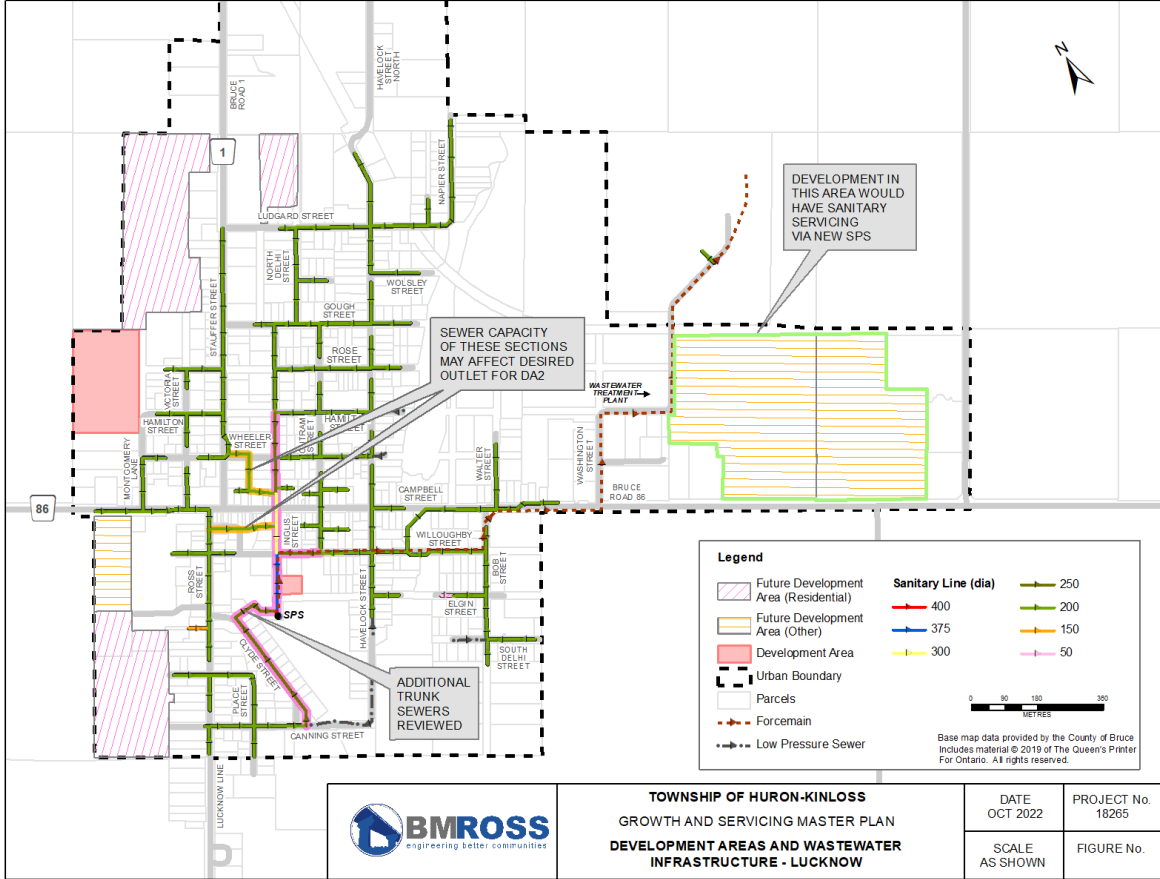 HAVELOCK
STREET
NORTH
BRUCE
ROAD 1
N
1
NAPIER STREET
DEVELOPMENT IN
THIS AREA WOULD
HAVE SANITARY
SERVICING
VIA NEW SPS
LUDGARD STREET
NORTH
DELHI
STREET
WOLSLEY
STREET
GOUGH
STREET
STAUFFER STREET
SEWER CAPACITY
OF THESE SECTIONS
MAY AFFECT DESIRED
OUTLET FOR DA2
ROSE
STREET
VICTORIA
STREET
WASTEWATER
TREATMENT
PLANT
HAMILTON
STREET
WHEELER
STREET
MONTGOMERY
LANE
WALTER
STREET
WASHINGTON
STREET
CAMPBELL
STREET
BRUCE
ROAD 86
86
INGLIS
STREET
WILLOUGHBY
STREET
ROSS
STREET
BOB
STREET
HAVELOCK STREET
ELGIN
STREET
SPS
CLYDE STREET
SOUTH
DELHI
STREET
PLACE
STREET
ADDITIONAL
TRUNK
SEWERS
REVIEWED
CANNING STREET
LUCKNOW LINE
Legend
Future Development
Area (Residential)
Future Development
Area (Other)
Development Area
Urban Boundary
Parcels
Forcemain
Low Pressure Sewer
Sanitary Line (dia)
400
375
300
250
200
150
50
0 90 180 360
METRES
Base map data provided by the County of Bruce
Includes material © 2019 of The Queen's Printer
For Ontario. All rights reserved.
BMROSS
engineering better communities
TOWNSHIP OF HURON-KINLOSS
GROWTH AND SERVICING MASTER PLAN
DEVELOPMENT AREAS AND WASTEWATER
INFRASTRUCTURE - LUCKNOW
DATE
OCT 2022
PROJECT No.
18265
SCALE
AS SHOWN
FIGURE No.